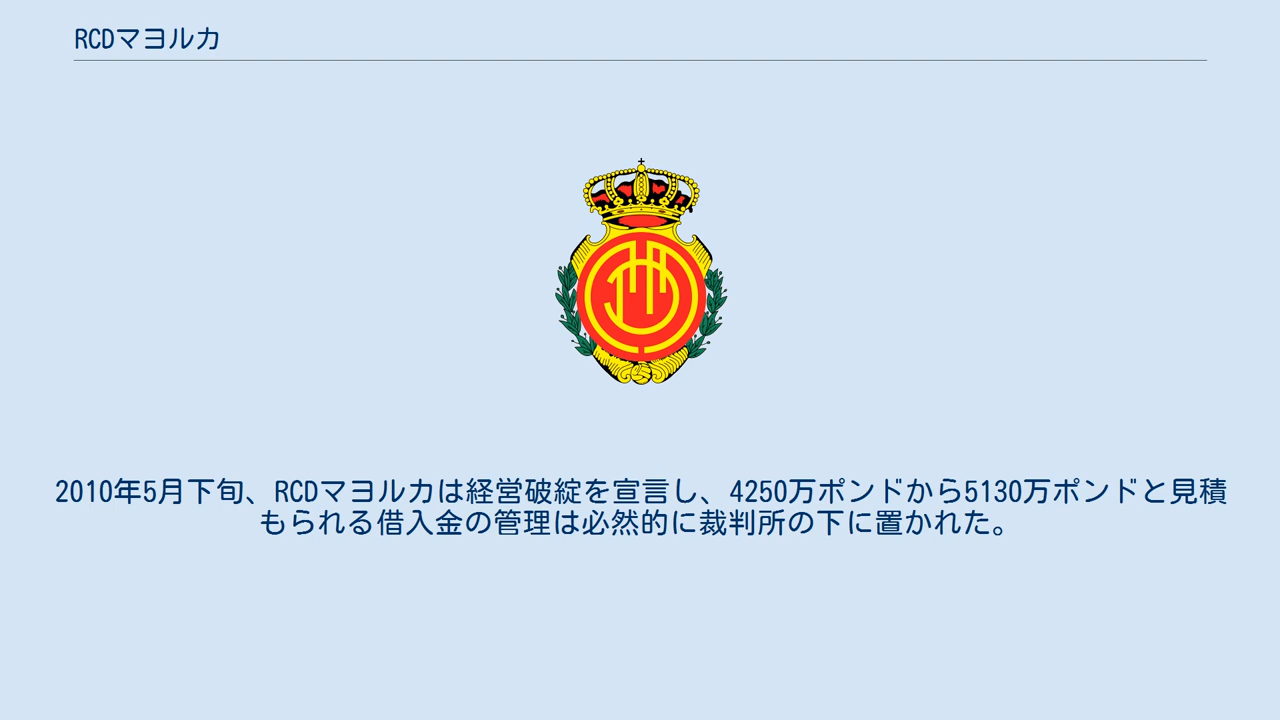 RCDマヨルカ
2010年5月下旬、RCDマヨルカは経営破綻を宣言し、4250万ポンドから5130万ポンドと見積
もられる借入金の管理は必然的に裁判所の下に置かれた。